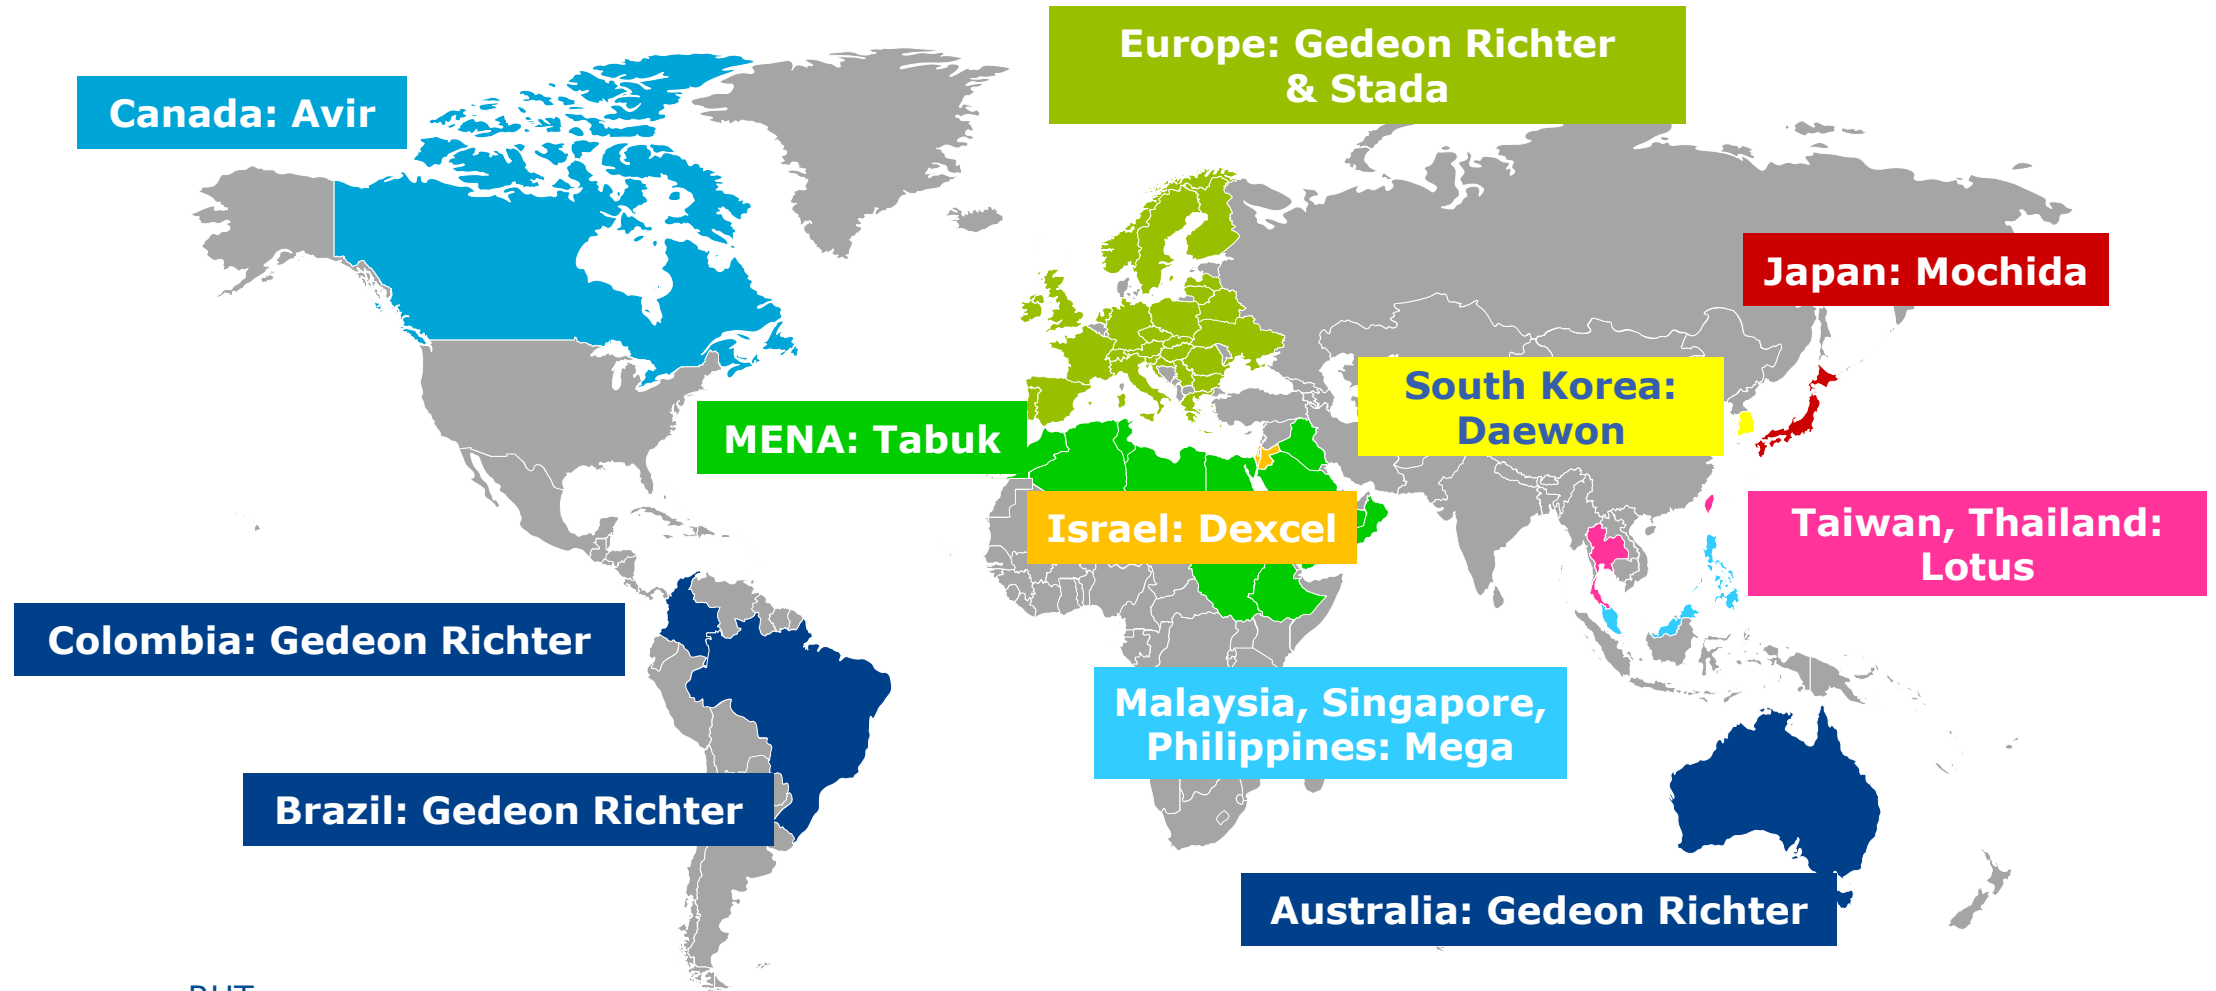 Europe: Gedeon Richter
& Stada
Canada: Avir
Japan: Mochida
South Korea:
Daewon
MENA: Tabuk
Israel: Dexcel
Taiwan, Thailand:
Lotus
Colombia: Gedeon Richter
Malaysia, Singapore,
Philippines: Mega
Brazil: Gedeon Richter
Australia: Gedeon Richter